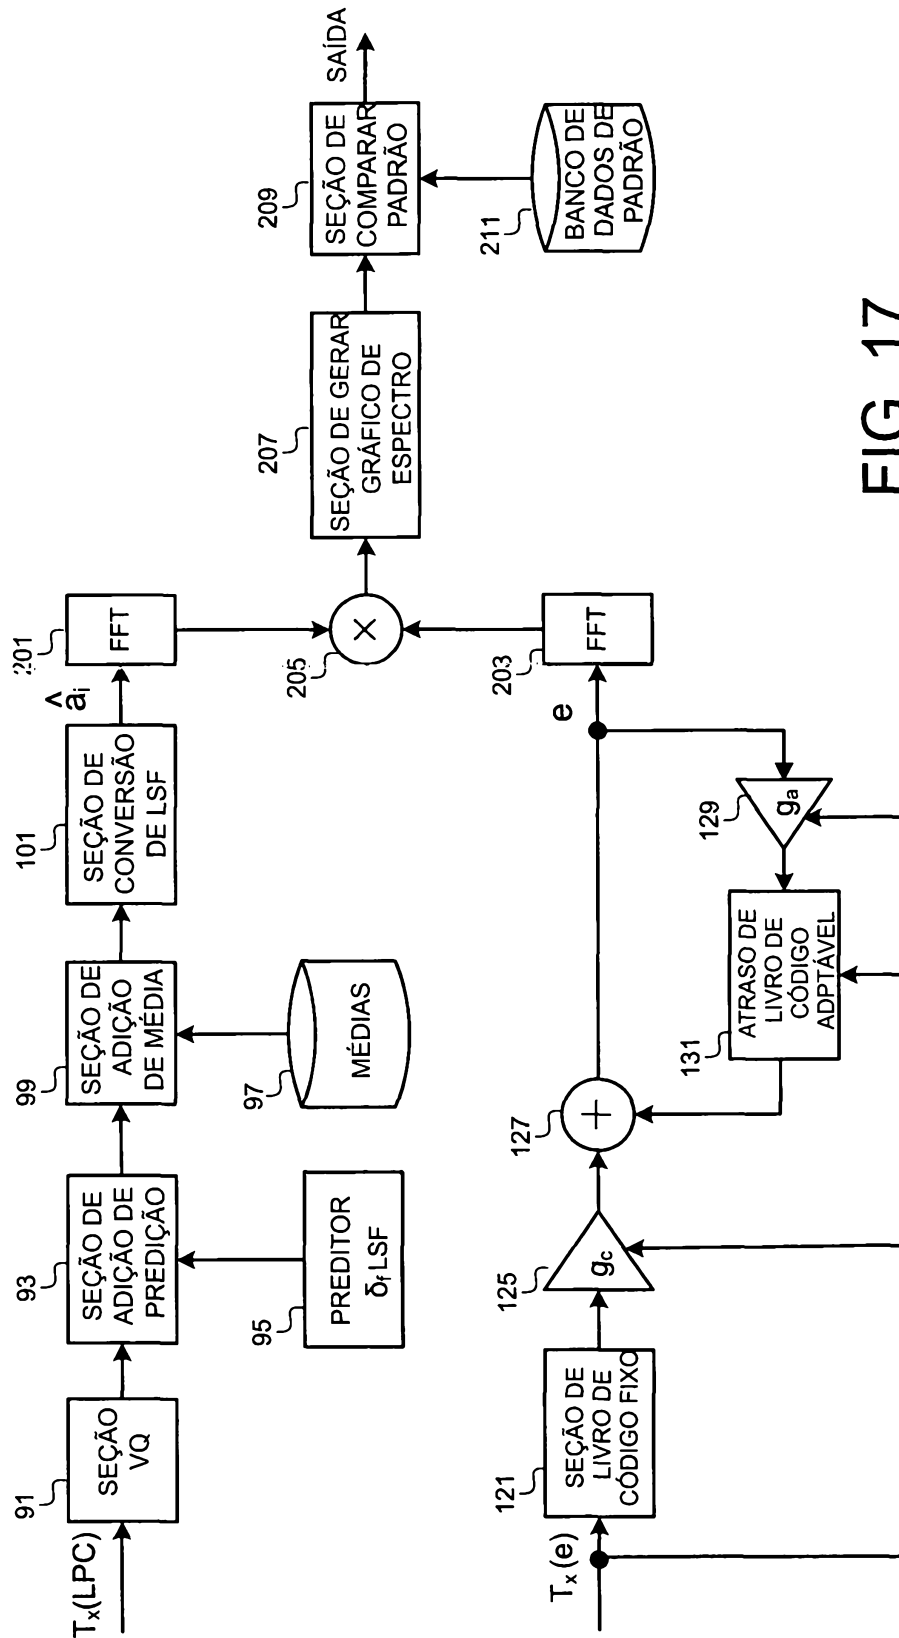 T_x(LPC)
91
SEÇÃO
VQ
93
SEÇÃO DE
ADIÇÃO DE
PREDIÇÃO
95
PREDITOR
δ_f LSF
99
SEÇÃO DE
ADIÇÃO
DE MÉDIA
97
MÉDIAS
101
SEÇÃO DE
CONVERSÃO
DE LSF
â_i
201
FFT
205
×
207
SEÇÃO DE GERAR
GRÁFICO DE
ESPECTRO
209
SEÇÃO DE
COMPARAR
PADRÃO
SAÍDA
211
BANCO DE
DADOS DE
PADRÃO
T_x(e)
121
SEÇÃO DE
LIVRO DE
CÓDIGO FIXO
125
g_c
127
+
131
ATRASO DE
LIVRO DE
CÓDIGO
ADPTÁVEL
129
g_a
e
203
FFT
FIG. 17